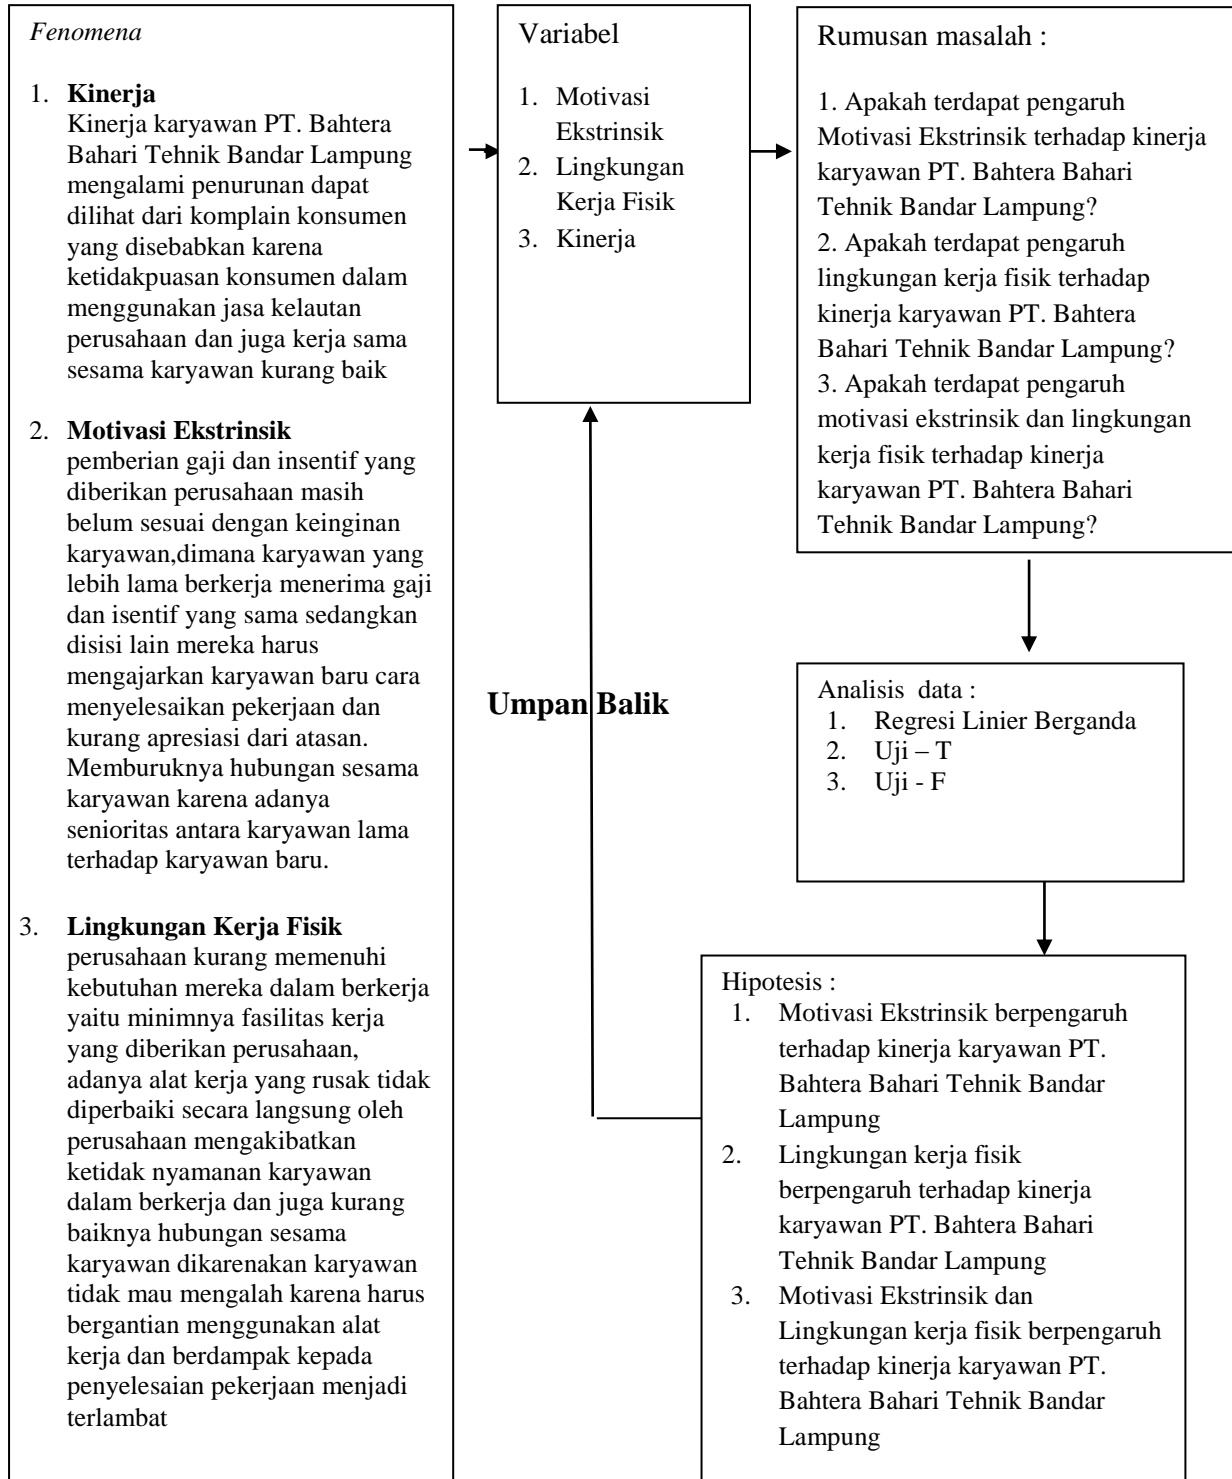 Fenomena
1. Kinerja
Kinerja karyawan PT. Bahtera
Bahari Tehnik Bandar Lampung
mengalami penurunan dapat
dilihat dari komplain konsumen
yang disebabkan karena
ketidakpuasan konsumen dalam
menggunakan jasa kelautan
perusahaan dan juga kerja sama
sesama karyawan kurang baik
2. Motivasi Ekstrinsik
pemberian gaji dan insentif yang
diberikan perusahaan masih
belum sesuai dengan keinginan
karyawan,dimana karyawan yang
lebih lama berkerja menerima gaji
dan isentif yang sama sedangkan
disisi lain mereka harus
mengajarkan karyawan baru cara
menyelesaikan pekerjaan dan
kurang apresiasi dari atasan.
Memburuknya hubungan sesama
karyawan karena adanya
senioritas antara karyawan lama
terhadap karyawan baru.
3. Lingkungan Kerja Fisik
perusahaan kurang memenuhi
kebutuhan mereka dalam berkerja
yaitu minimnya fasilitas kerja
yang diberikan perusahaan,
adanya alat kerja yang rusak tidak
diperbaiki secara langsung oleh
perusahaan mengakibatkan
ketidak nyamanan karyawan
dalam berkerja dan juga kurang
baiknya hubungan sesama
karyawan dikarenakan karyawan
tidak mau mengalah karena harus
bergantian menggunakan alat
kerja dan berdampak kepada
penyelesaian pekerjaan menjadi
terlambat
Variabel
1. Motivasi
Ekstrinsik
2. Lingkungan
Kerja Fisik
3. Kinerja
Rumusan masalah :
1. Apakah terdapat pengaruh
Motivasi Ekstrinsik terhadap kinerja
karyawan PT. Bahtera Bahari
Tehnik Bandar Lampung?
2. Apakah terdapat pengaruh
lingkungan kerja fisik terhadap
kinerja karyawan PT. Bahtera
Bahari Tehnik Bandar Lampung?
3. Apakah terdapat pengaruh
motivasi ekstrinsik dan lingkungan
kerja fisik terhadap kinerja
karyawan PT. Bahtera Bahari
Tehnik Bandar Lampung?
Umpan Balik
Analisis data :
1. Regresi Linier Berganda
2. Uji – T
3. Uji - F
Hipotesis :
1. Motivasi Ekstrinsik berpengaruh
terhadap kinerja karyawan PT.
Bahtera Bahari Tehnik Bandar
Lampung
2. Lingkungan kerja fisik
berpengaruh terhadap kinerja
karyawan PT. Bahtera Bahari
Tehnik Bandar Lampung
3. Motivasi Ekstrinsik dan
Lingkungan kerja fisik berpengaruh
terhadap kinerja karyawan PT.
Bahtera Bahari Tehnik Bandar
Lampung